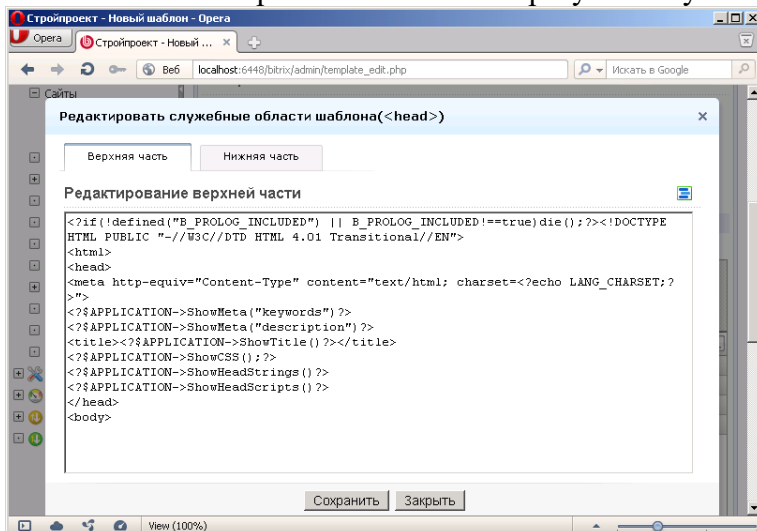 Стройпроект - Новый шаблон - Opera
Opera
Стройпроект - Новый ...
Веб
localhost:6448/bitrix/admin/template_edit.php
Искать в Google
Сайты
Редактировать служебные области шаблона(<head>)
Верхняя часть
Нижняя часть
Редактирование верхней части
<?if(!defined("B_PROLOG_INCLUDED") || B_PROLOG_INCLUDED!==true)die();?><!DOCTYPE
HTML PUBLIC "-//W3C//DTD HTML 4.01 Transitional//EN">
<html>
<head>
<meta http-equiv="Content-Type" content="text/html; charset=<?echo LANG_CHARSET;?
>">
<?$APPLICATION->ShowMeta("keywords")?>
<?$APPLICATION->ShowMeta("description")?>
<title><?$APPLICATION->ShowTitle()?></title>
<?$APPLICATION->ShowCSS();?>
<?$APPLICATION->ShowHeadStrings()?>
<?$APPLICATION->ShowHeadScripts()?>
</head>
<body>
Сохранить
Закрыть
View (100%)